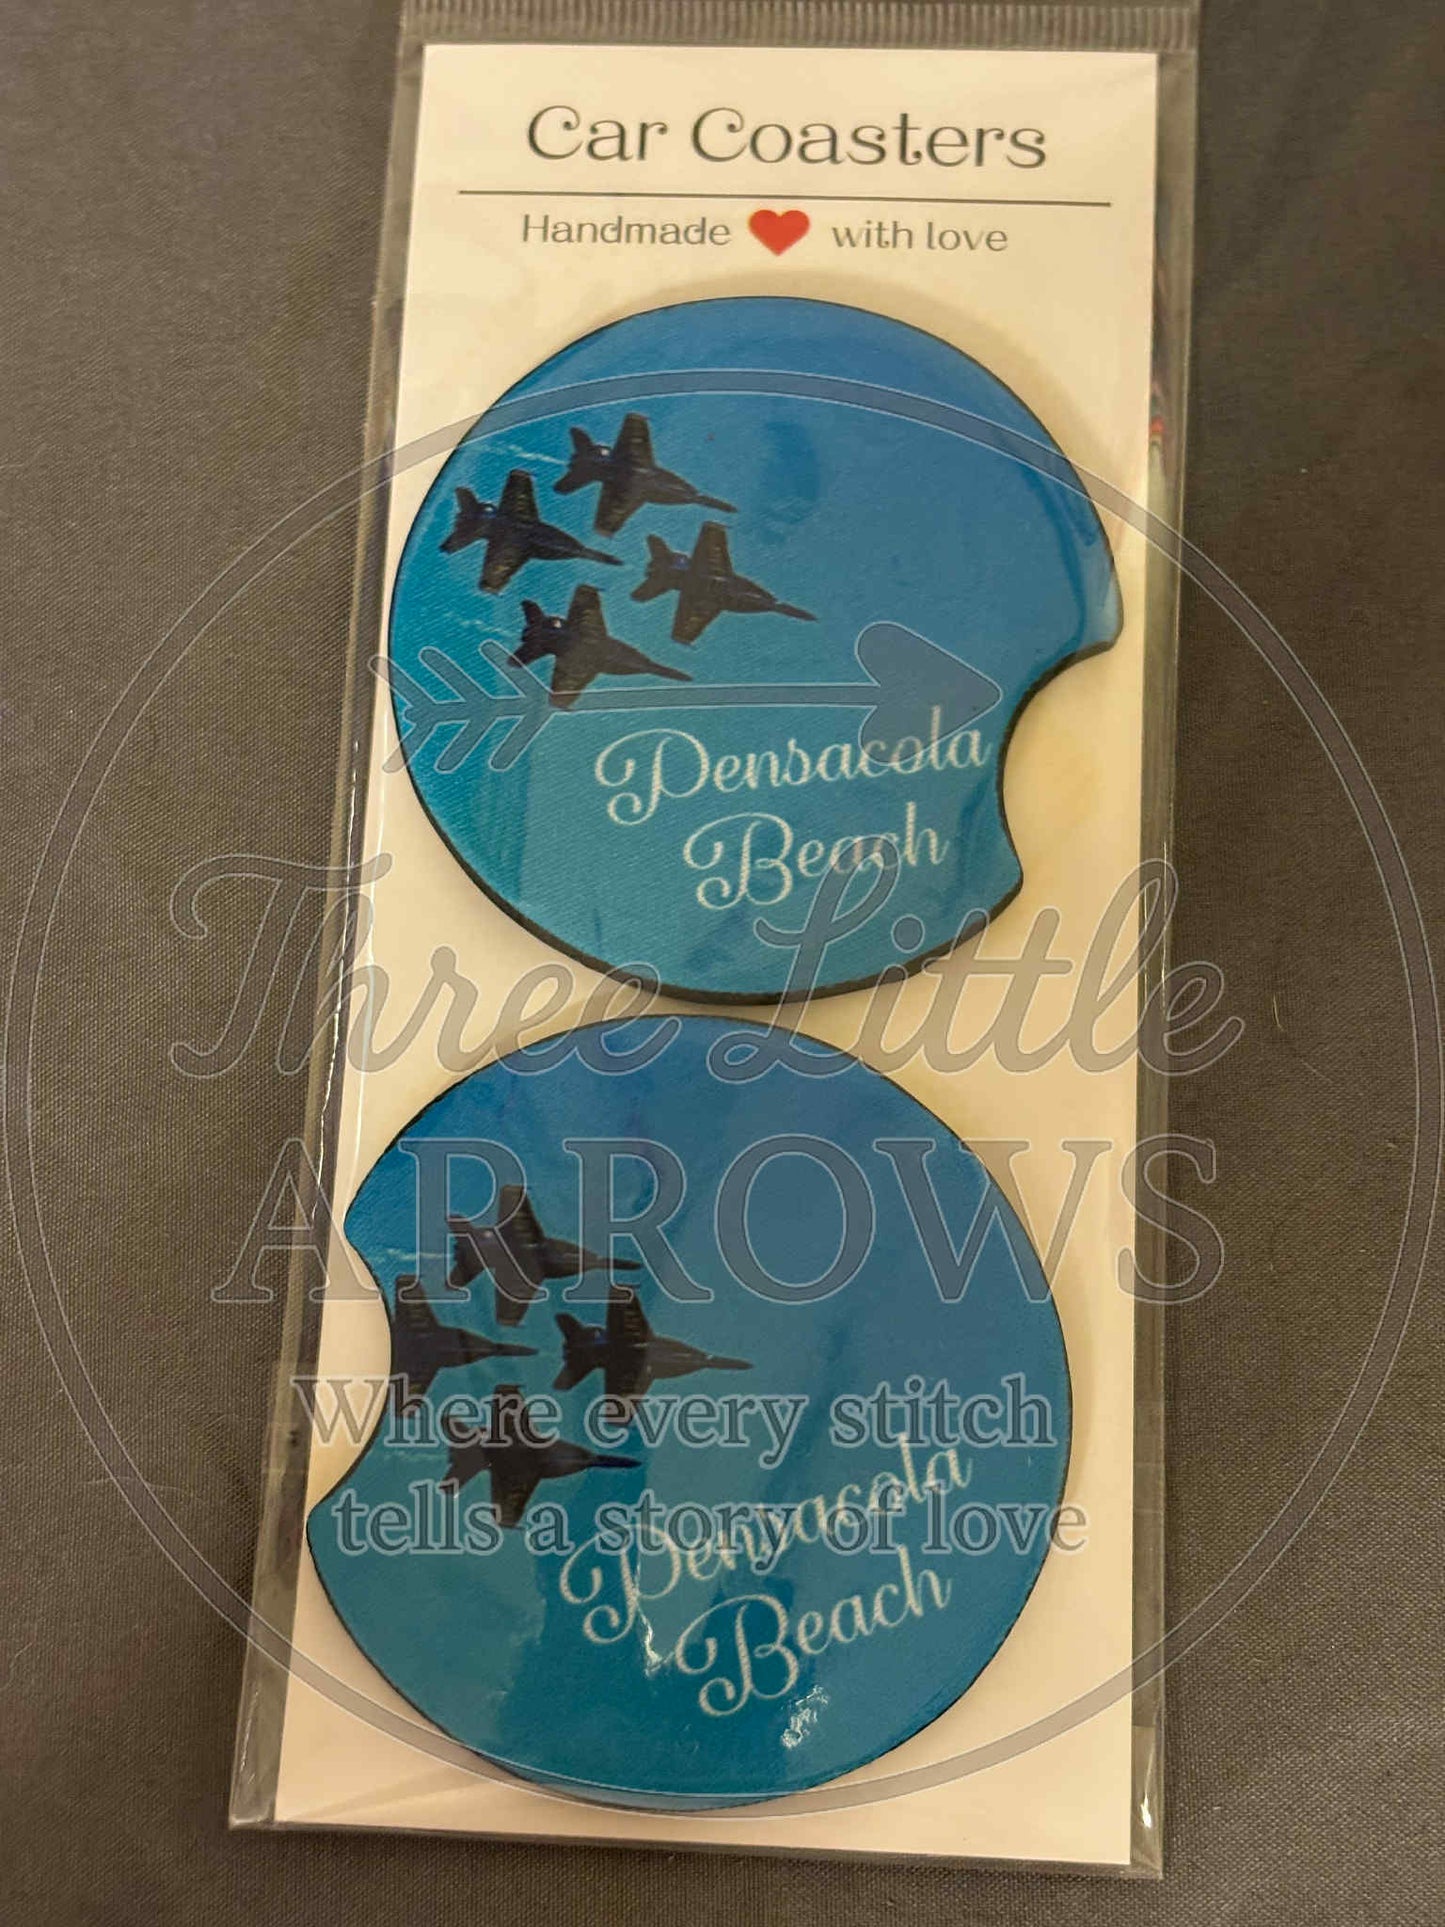 Car Coasters
Handmade with love
Pensacola
Beach
Three Little
ARROWS
Where every stitch
tells a story of love
Pensacola
Beach